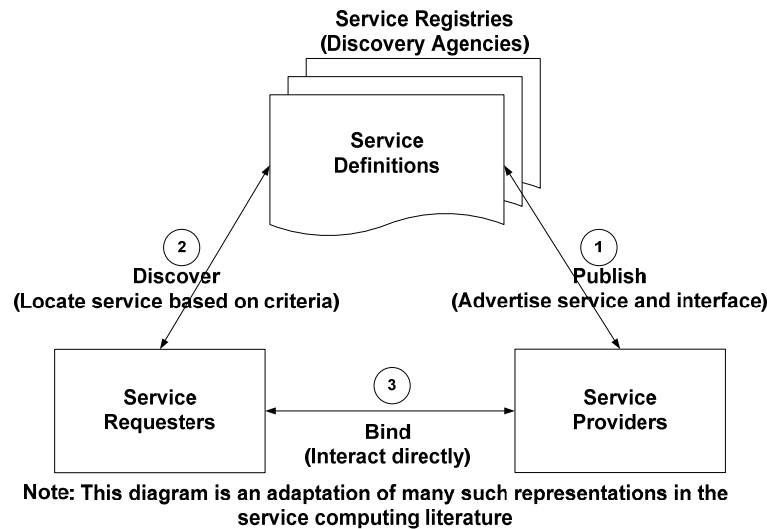 Service Registries
(Discovery Agencies)
Service
Definitions
2
Discover
(Locate service based on criteria)
1
Publish
(Advertise service and interface)
Service
Requesters
3
Bind
(Interact directly)
Service
Providers
Note: This diagram is an adaptation of many such representations in the
service computing literature